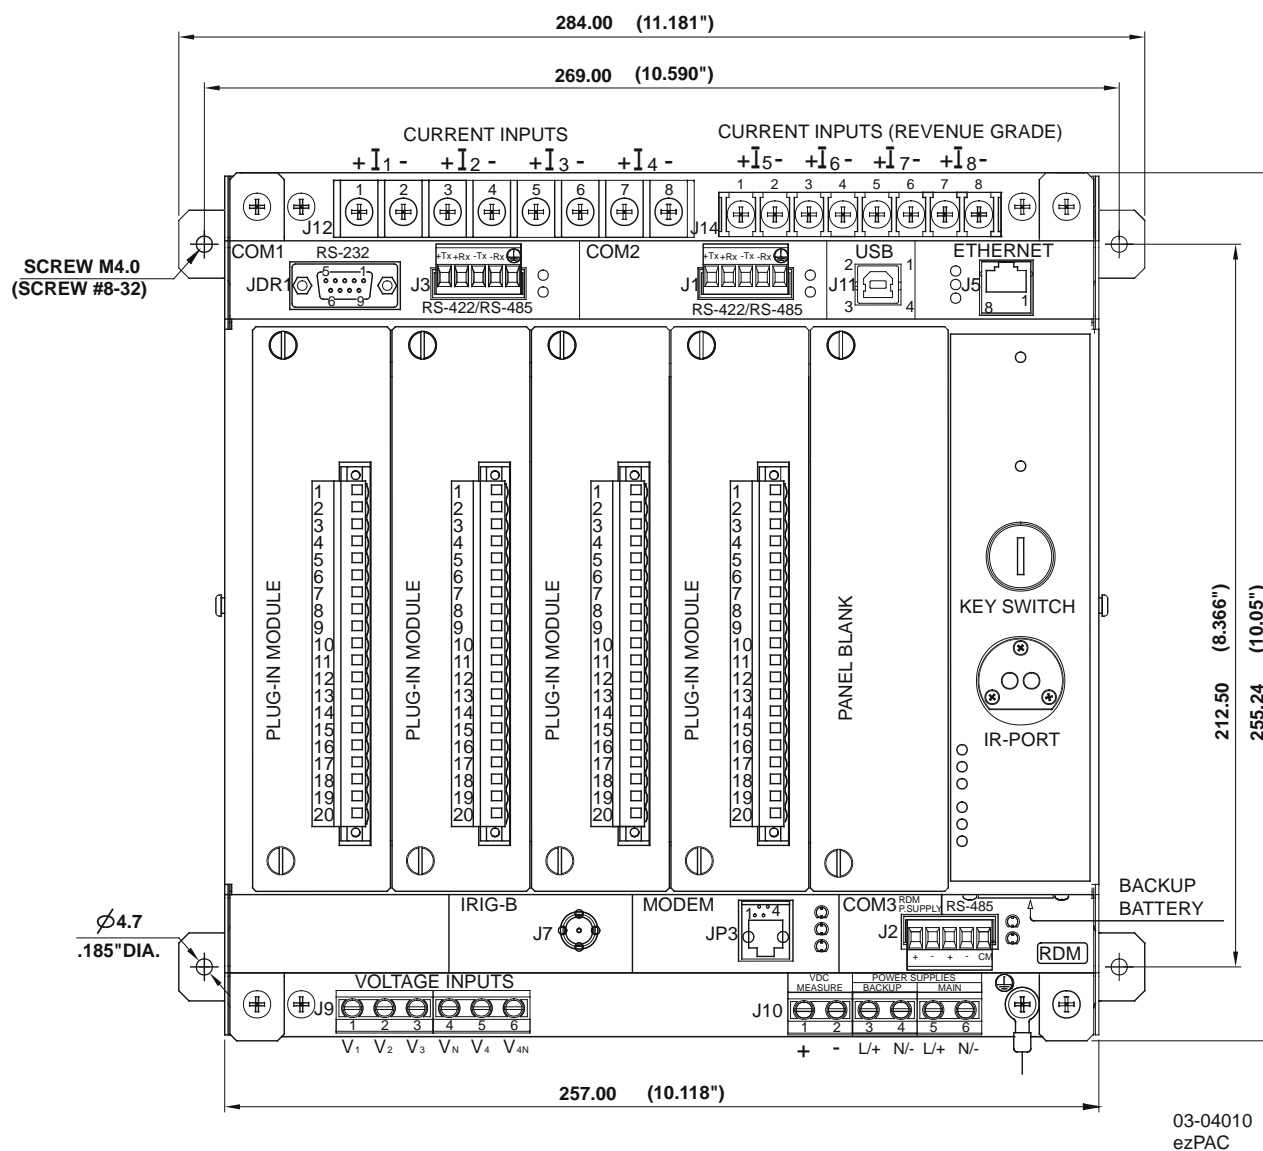 284.00 (11.181")
269.00 (10.590")
CURRENT INPUTS
CURRENT INPUTS (REVENUE GRADE)
+I1- +I2- +I3- +I4-
+I5- +I6- +I7- +I8-
1 2 3 4 5 6 7 8
1 2 3 4 5 6 7 8
J12
J14
SCREW M4.0
(SCREW #8-32)
COM1
RS-232
JDR1
5 1
6 9
+Tx +Rx -Tx -Rx
J3
RS-422/RS-485
COM2
+Tx +Rx -Tx -Rx
J1
RS-422/RS-485
USB
2 1
J11
3 4
ETHERNET
J5
8 1
PLUG-IN MODULE
1
2
3
4
5
6
7
8
9
10
11
12
13
14
15
16
17
18
19
20
PLUG-IN MODULE
1
2
3
4
5
6
7
8
9
10
11
12
13
14
15
16
17
18
19
20
PLUG-IN MODULE
1
2
3
4
5
6
7
8
9
10
11
12
13
14
15
16
17
18
19
20
PLUG-IN MODULE
1
2
3
4
5
6
7
8
9
10
11
12
13
14
15
16
17
18
19
20
PANEL BLANK
KEY SWITCH
IR-PORT
212.50 (8.366")
255.24 (10.05")
BACKUP
BATTERY
Ø4.7
.185"DIA.
IRIG-B
J7
MODEM
1 4
JP3
COM3
RDM
P.SUPPLY
RS-485
J2
+ - + - CM
RDM
VOLTAGE INPUTS
J9
1 2 3 4 5 6
V1 V2 V3 VN V4 V4N
VDC
MEASURE
POWER SUPPLIES
BACKUP MAIN
J10
1 2 3 4 5 6
+ - L/+ N/- L/+ N/-
257.00 (10.118")
03-04010
ezPAC